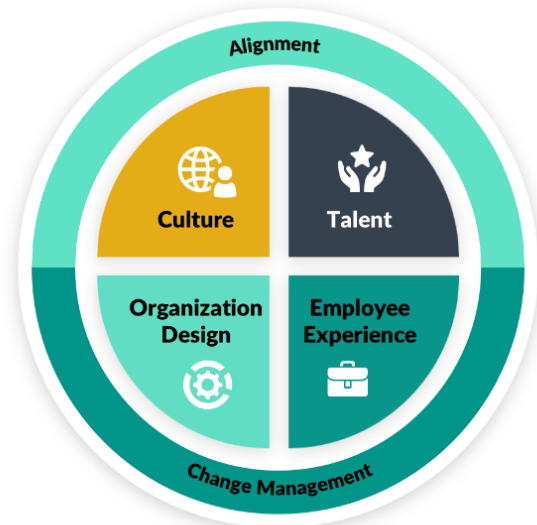 Alignment
Culture
Talent
Organization
Design
Employee
Experience
Change Management